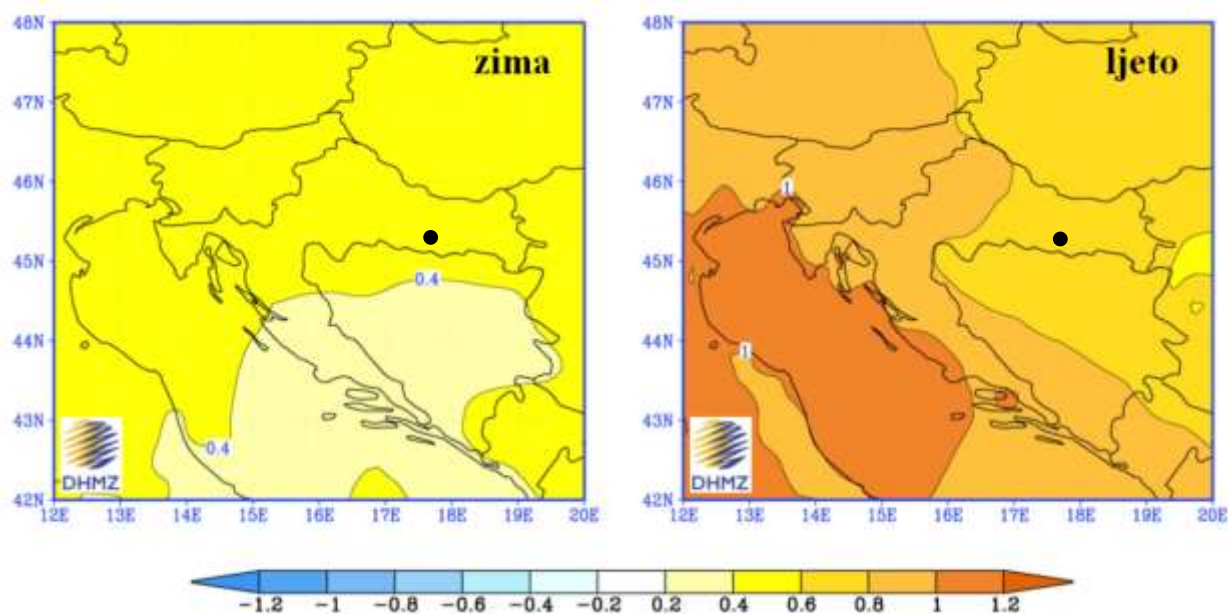 48N
47N
46N
45N
44N
43N
42N
zima
0.4
0.4
DHMZ
12E 13E 14E 15E 16E 17E 18E 19E 20E
48N
47N
46N
45N
44N
43N
42N
ljeto
1
1
DHMZ
12E 13E 14E 15E 16E 17E 18E 19E 20E
-1.2 -1 -0.8 -0.6 -0.4 -0.2 0.2 0.4 0.6 0.8 1 1.2